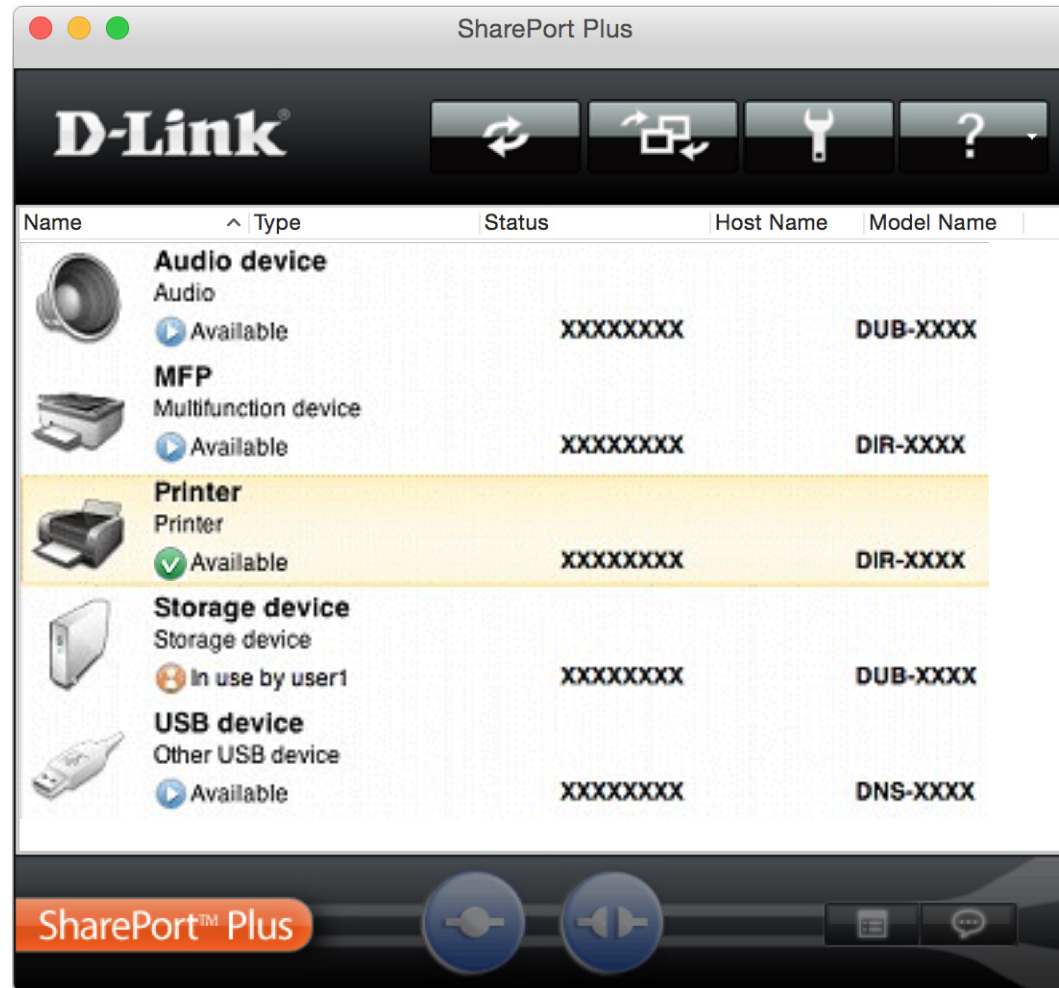 SharePort Plus
D-Link®
?
Name Type Status Host Name Model Name
Audio device
Audio
Available XXXXXXXX DUB-XXXX
MFP
Multifunction device
Available XXXXXXXX DIR-XXXX
Printer
Printer
Available XXXXXXXX DIR-XXXX
Storage device
Storage device
In use by user1 XXXXXXXX DUB-XXXX
USB device
Other USB device
Available XXXXXXXX DNS-XXXX
SharePort™ Plus